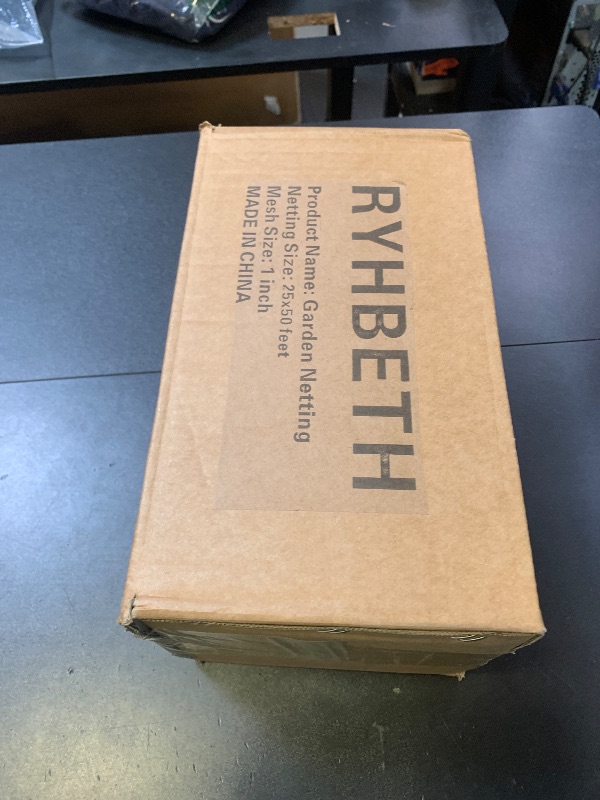 RYHBETH
Product Name: Garden Netting
Netting Size: 25x50 feet
Mesh Size: 1 inch
MADE IN CHINA